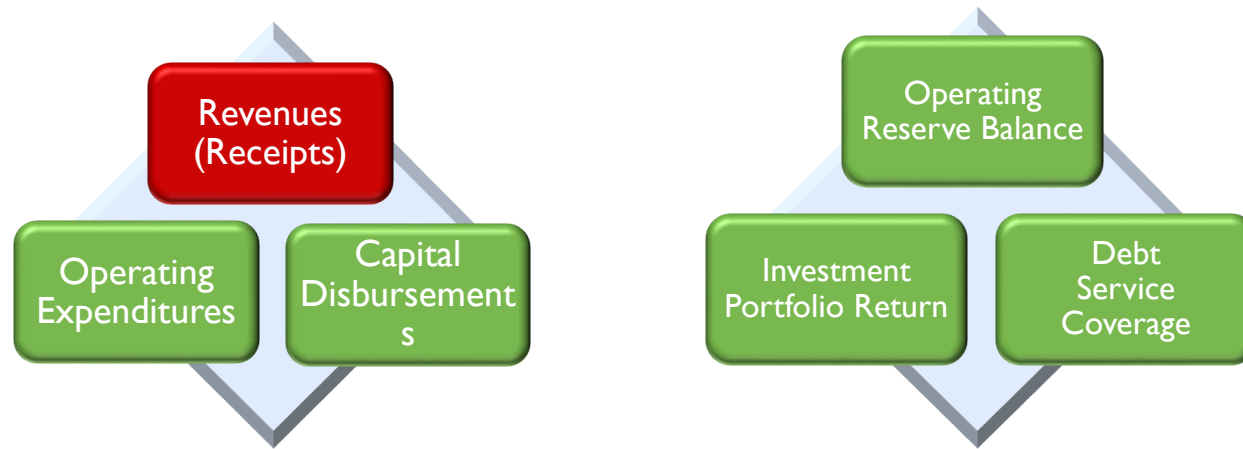 Revenues
(Receipts)
Operating
Expenditures
Capital
Disbursement
s
Operating
Reserve Balance
Investment
Portfolio Return
Debt
Service
Coverage